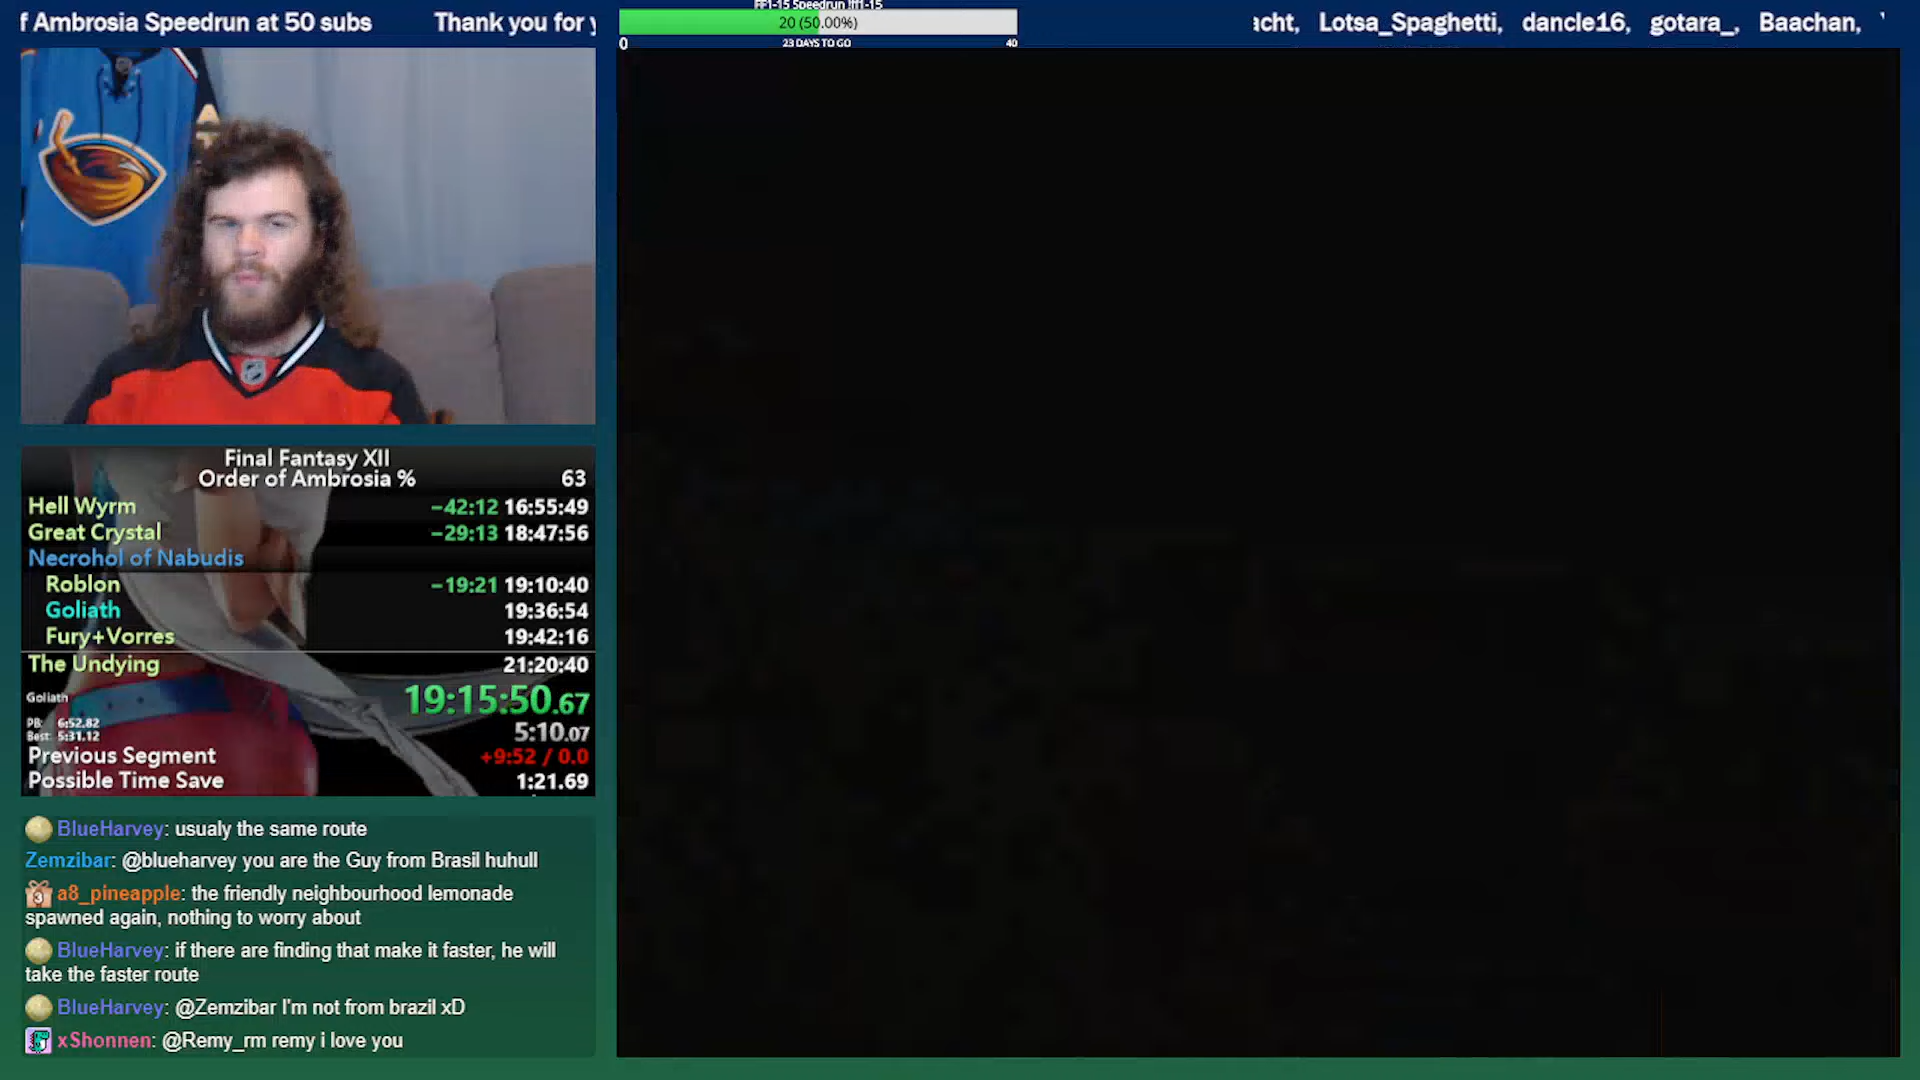 f Ambrosia Speedrun at 50 subs Thank you for y
FF1-15 Speedrun !ff1-15
20 (50.00%)
0 23 DAYS TO GO 40
acht, Lotsa_Spaghetti, dancle16, gotara_, Baachan,
Final Fantasy XII
Order of Ambrosia % 63
Hell Wyrm -42:12 16:55:49
Great Crystal -29:13 18:47:56
Necrohol of Nabudis
Roblon -19:21 19:10:40
Goliath 19:36:54
Fury+Vorres 19:42:16
The Undying 21:20:40
Goliath 19:15:50.67
PB: 6:52.82
Best: 5:31.12 5:10.07
Previous Segment +9:52 / 0.0
Possible Time Save 1:21.69
BlueHarvey: usualy the same route
Zemzibar: @blueharvey you are the Guy from Brasil huhull
3 a8_pineapple: the friendly neighbourhood lemonade
spawned again, nothing to worry about
BlueHarvey: if there are finding that make it faster, he will
take the faster route
BlueHarvey: @Zemzibar I'm not from brazil xD
xShonnen: @Remy_rm remy i love you